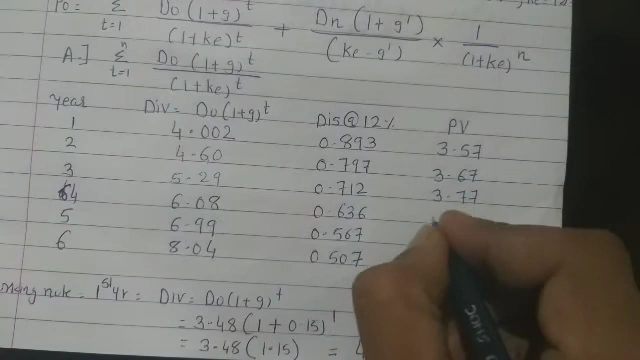 Po = Σ t=1 Do(1+g)^t / (1+ke)^t + Dn(1+g') / (ke-g') × 1 / (1+ke)^n
A.] Σ^n t=1 Do(1+g)^t / (1+ke)^t
Year Div = Do(1+g)^t Dis@12% PV
1 4.002 0.893 3.57
2 4.60 0.797 3.67
3 5.29 0.712 3.77
4 6.08 0.636
5 6.99 0.567
6 8.04 0.507
note - 1st yr = Div = Do(1+g)^t
= 3.48(1+0.15)^1
= 3.48(1.15) =